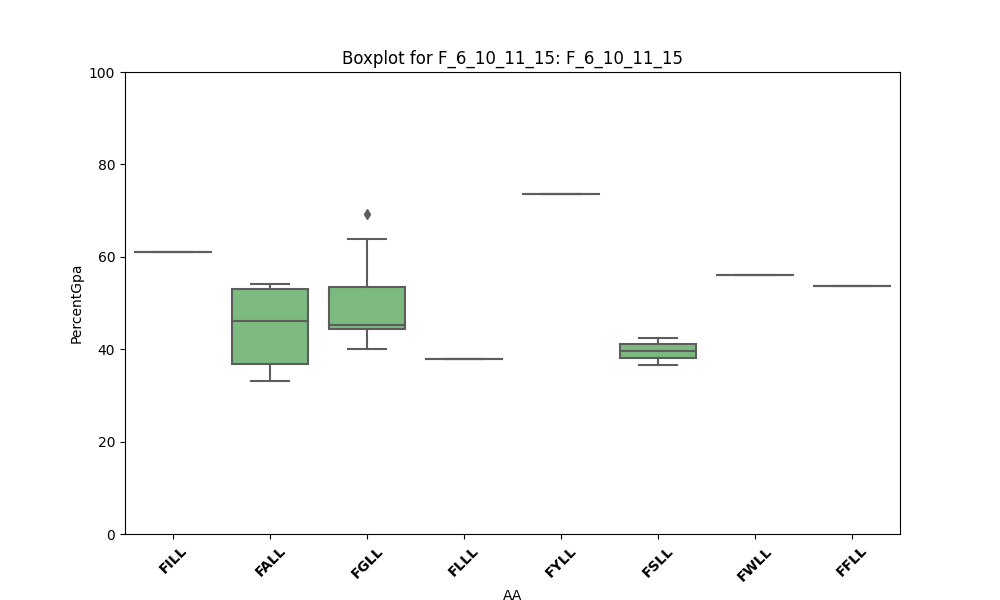 Boxplot for F_6_10_11_15: F_6_10_11_15
100
80
60
40
20
0
PercentGpa
FILL
FALL
FGLL
FLLL
FYLL
FSLL
FWLL
FFLL
AA